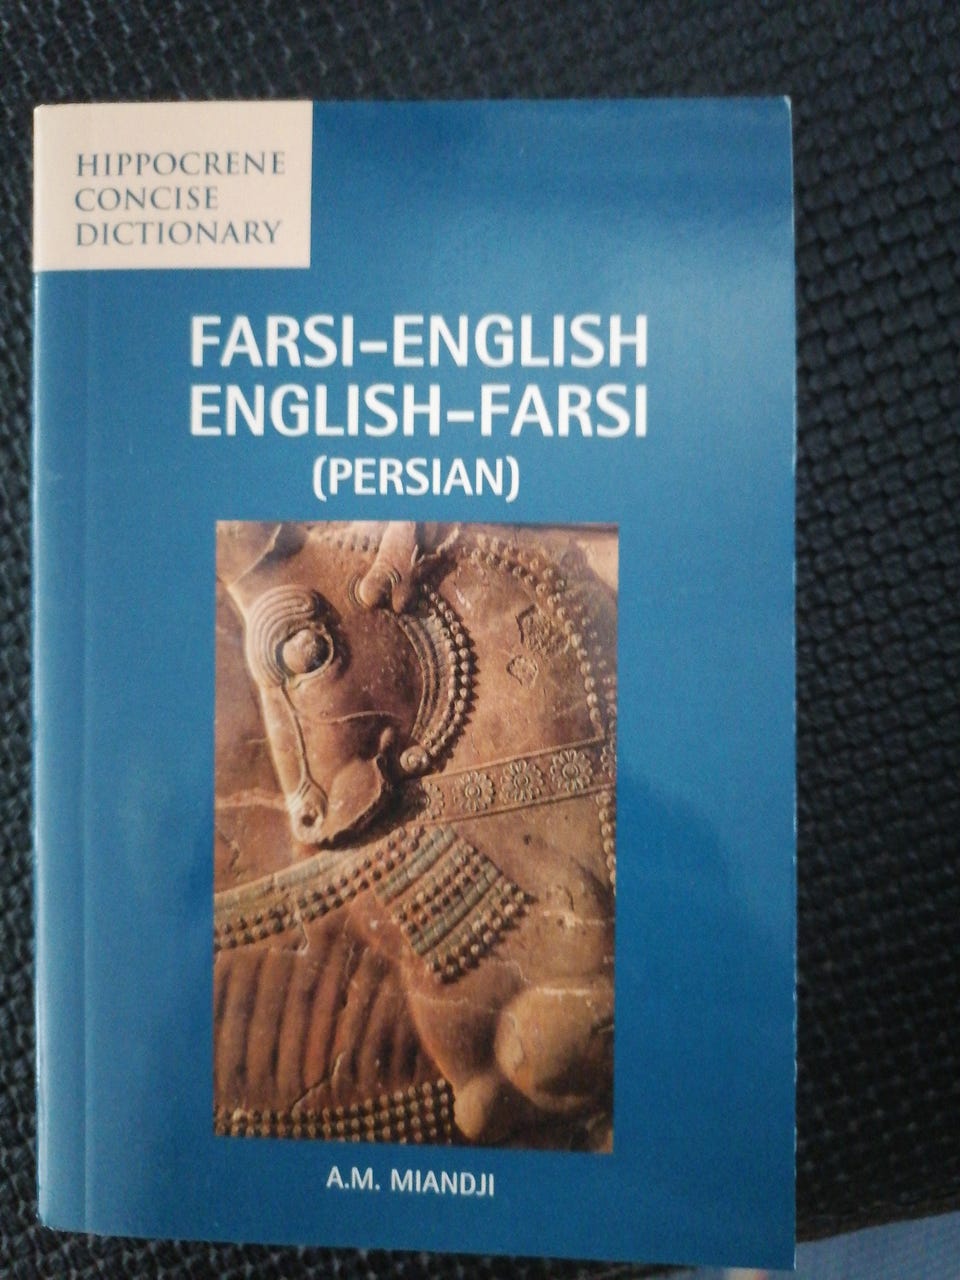 HIPPOCRENE
CONCISE
DICTIONARY
FARSI-ENGLISH
ENGLISH-FARSI
(PERSIAN)
A.M. MIANDJI